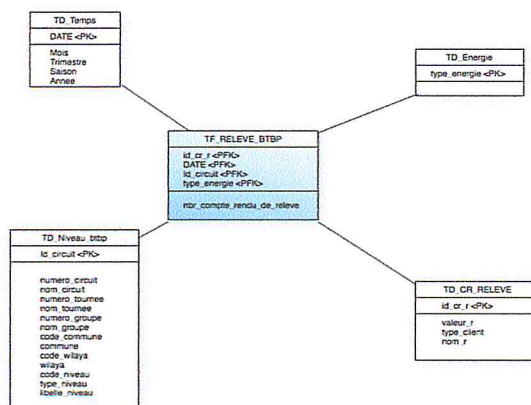 TD_Temps
DATE <PK>
Mois
Trimestre
Saison
Annee
TD_Energie
type_energie <PK>
TF_RELEVE_BTBP
id_cr_r <PFK>
DATE <PFK>
Id_circuit <PFK>
type_energie <PFK>
nbr_compte_rendu_de_releve
TD_Niveau_btbp
Id_circuit <PK>
numero_circuit
nom_circuit
numero_tournee
nom_tournee
numero_groupe
nom_groupe
code_commune
commune
code_wilaya
wilaya
code_niveau
type_niveau
libelle_niveau
TD_CR_RELEVE
id_cr_r <PK>
valeur_r
type_client
nom_r